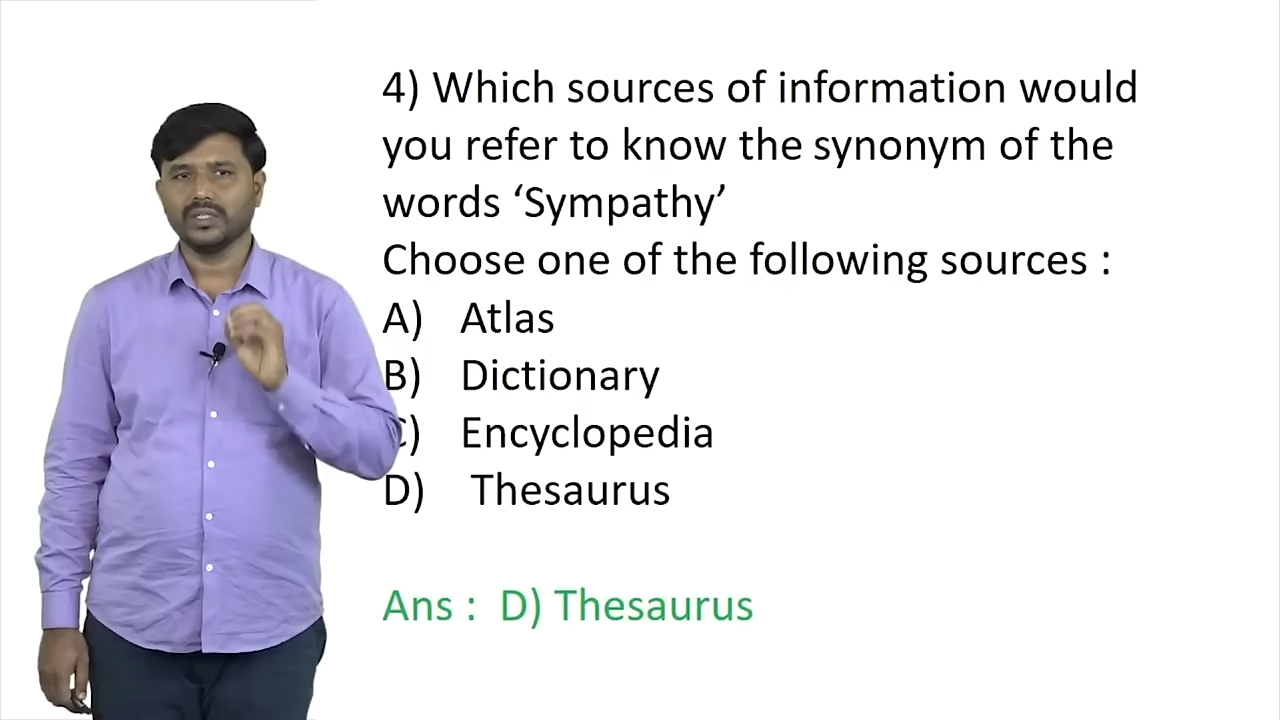 4) Which sources of information would
you refer to know the synonym of the
words ‘Sympathy’
Choose one of the following sources :
A) Atlas
B) Dictionary
C) Encyclopedia
D) Thesaurus
Ans : D) Thesaurus